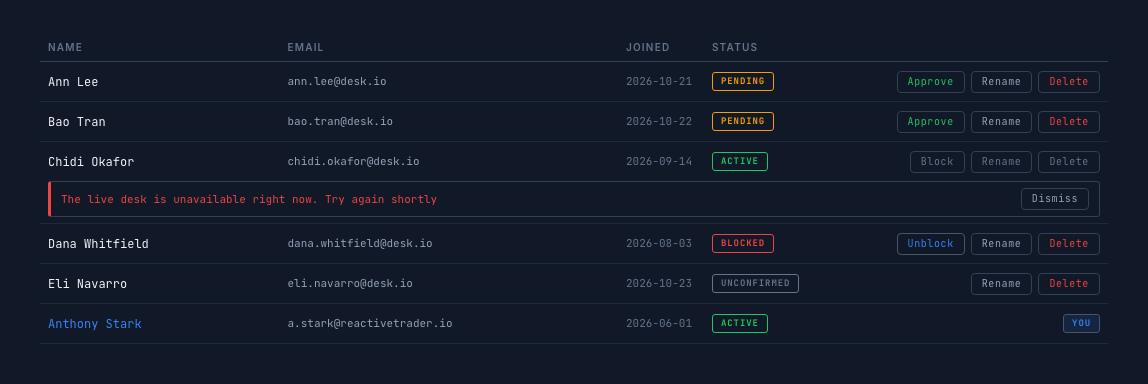 NAME EMAIL JOINED STATUS
Ann Lee ann.lee@desk.io 2026-10-21 PENDING Approve Rename Delete
Bao Tran bao.tran@desk.io 2026-10-22 PENDING Approve Rename Delete
Chidi Okafor chidi.okafor@desk.io 2026-09-14 ACTIVE Block Rename Delete
The live desk is unavailable right now. Try again shortly Dismiss
Dana Whitfield dana.whitfield@desk.io 2026-08-03 BLOCKED Unblock Rename Delete
Eli Navarro eli.navarro@desk.io 2026-10-23 UNCONFIRMED Rename Delete
Anthony Stark a.stark@reactivetrader.io 2026-06-01 ACTIVE YOU